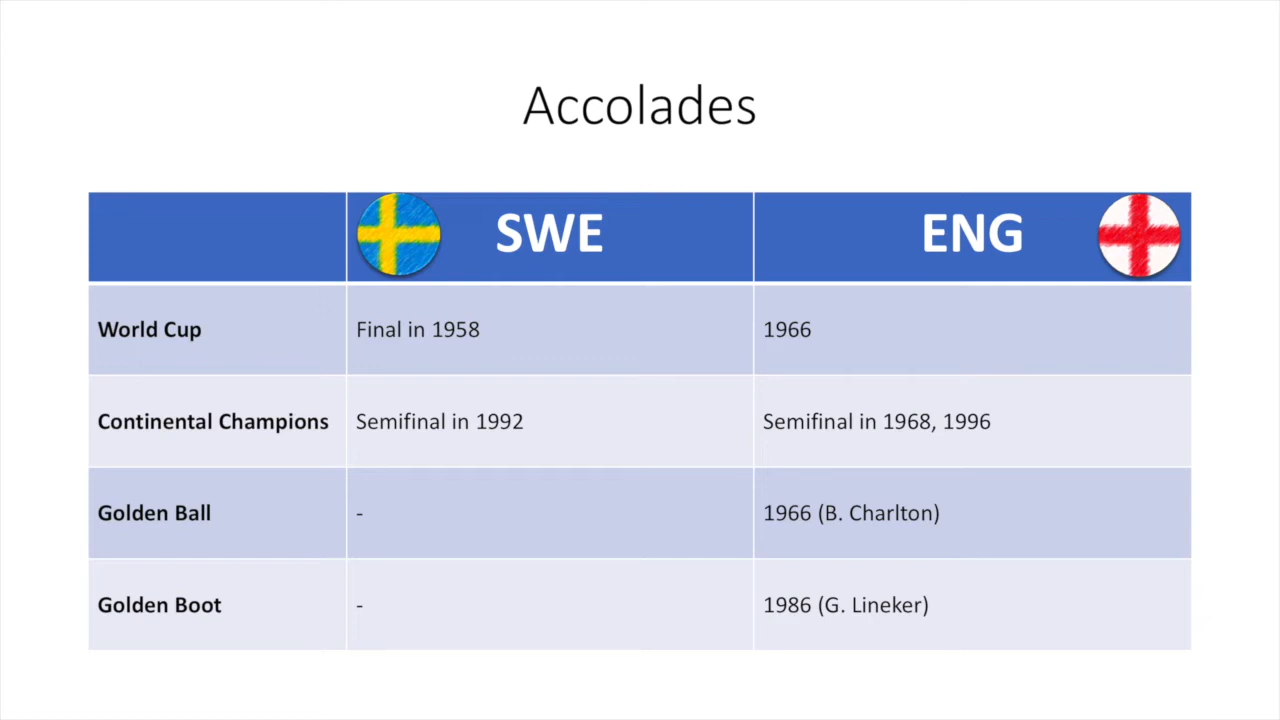 Accolades
SWE ENG
World Cup Final in 1958 1966
Continental Champions Semifinal in 1992 Semifinal in 1968, 1996
Golden Ball - 1966 (B. Charlton)
Golden Boot - 1986 (G. Lineker)